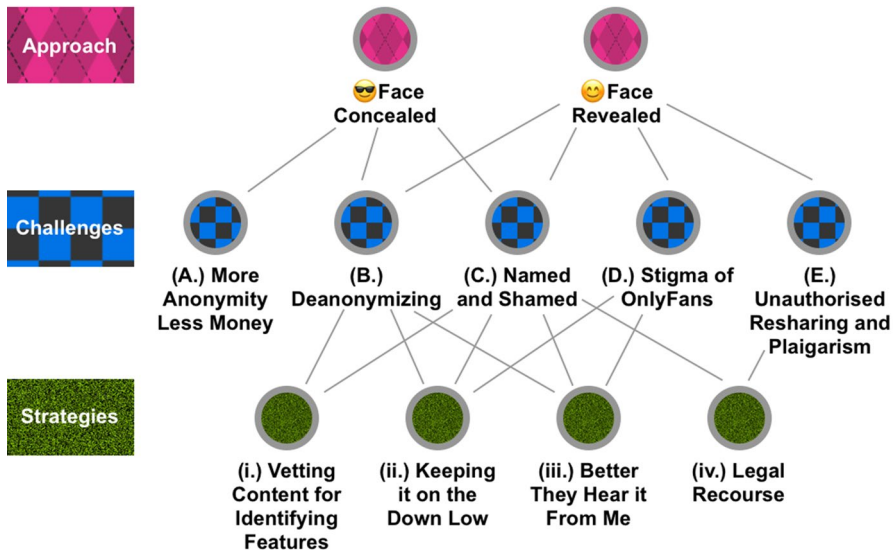 Approach
😎Face
Concealed
😊Face
Revealed
Challenges
(A.) More
Anonymity
Less Money
(B.)
Deanonymizing
(C.) Named
and Shamed
(D.) Stigma of
OnlyFans
(E.)
Unauthorised
Resharing and
Plaigarism
Strategies
(i.) Vetting
Content for
Identifying
Features
(ii.) Keeping
it on the
Down Low
(iii.) Better
They Hear it
From Me
(iv.) Legal
Recourse